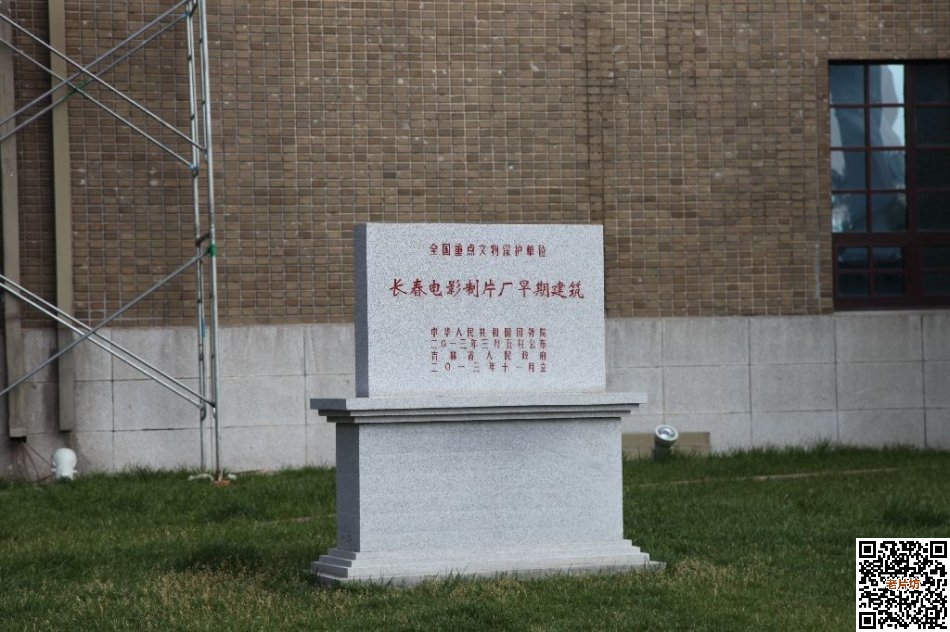 全国重点文物保护单位
长春电影制片厂早期建筑
中华人民共和国国务院
二〇一三年三月五日公布
吉林省人民政府
二〇一三年十一月立
老片坊